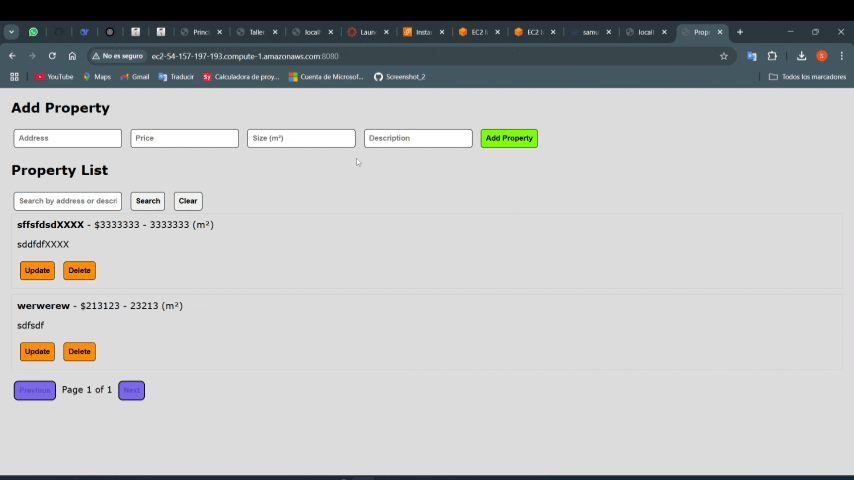 Princ
Taller
locall
Laun
Insta
EC2 I
EC2 I
samu
locall
Prop
No es seguro
ec2-54-157-197-193.compute-1.amazonaws.com:8080
S
YouTube
Maps
Gmail
Traducir
Sy
Calculadora de proy...
Cuenta de Microsof...
Screenshot_2
Todos los marcadores
Add Property
Address
Price
Size (m²)
Description
Add Property
Property List
Search by address or descri
Search
Clear
sffsfdsdXXXX - $3333333 - 3333333 (m²)
sddfdfXXXX
Update
Delete
werwerew - $213123 - 23213 (m²)
sdfsdf
Update
Delete
Previous
Page 1 of 1
Next